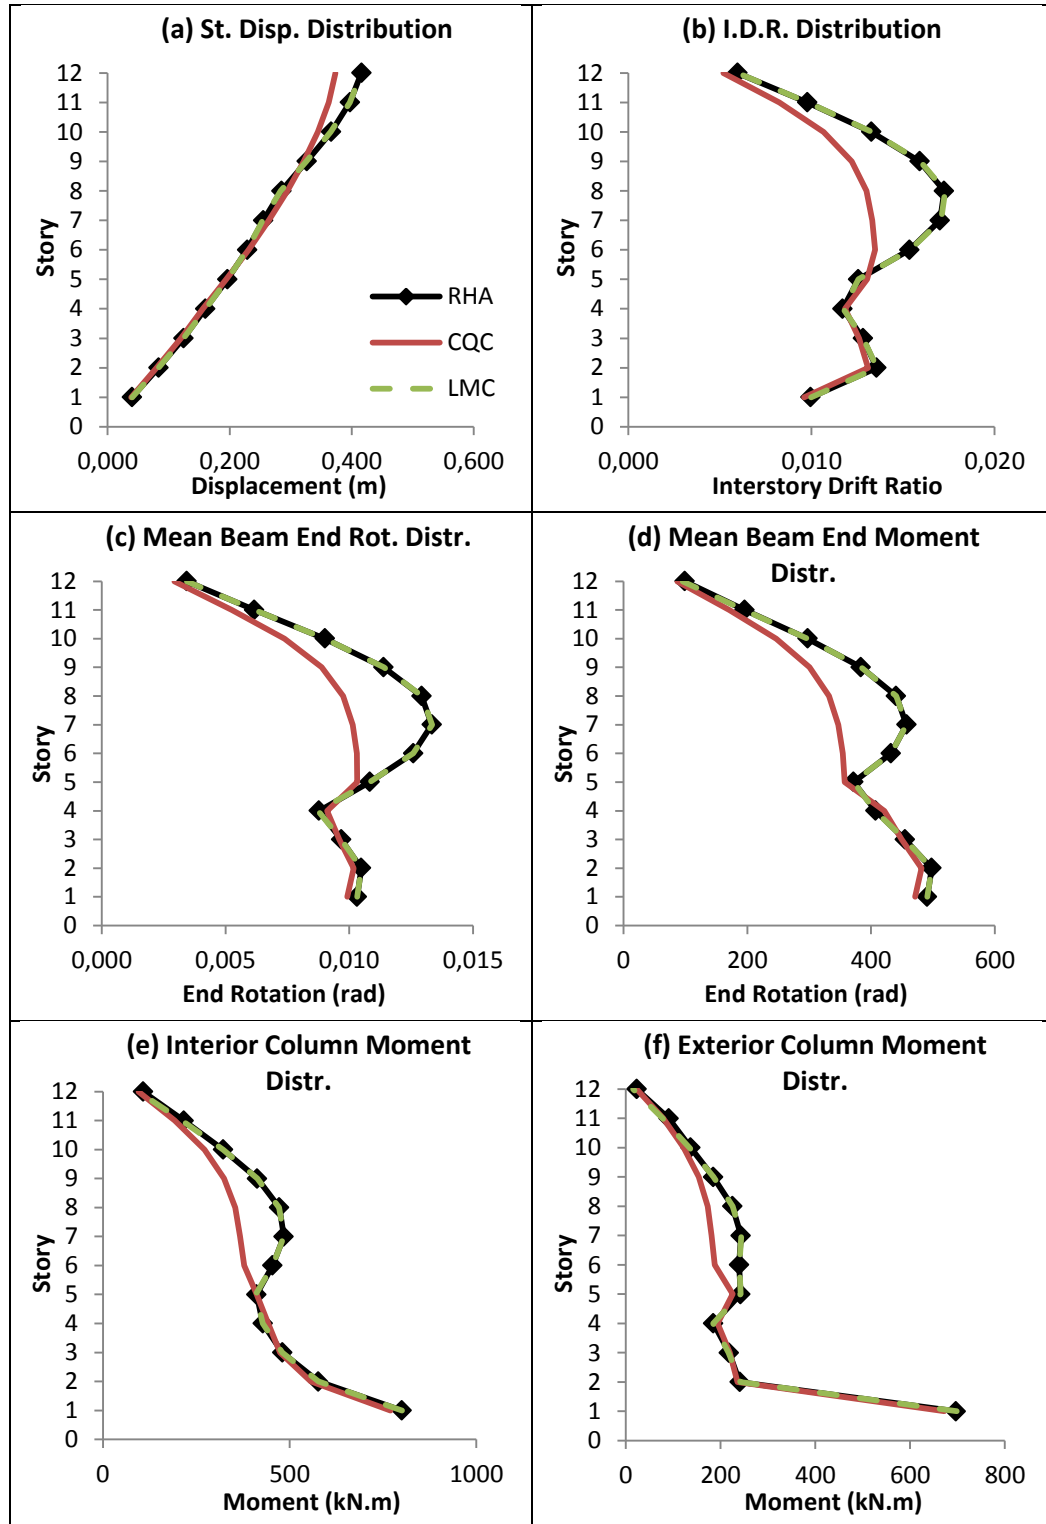 (a) St. Disp. Distribution
12
11
10
9
8
7
6
5
4
3
2
1
0
Story
RHA
CQC
LMC
0,000 0,200 0,400 0,600
Displacement (m)
(b) I.D.R. Distribution
12
11
10
9
8
7
6
5
4
3
2
1
0
Story
0,000 0,010 0,020
Interstory Drift Ratio
(c) Mean Beam End Rot. Distr.
12
11
10
9
8
7
6
5
4
3
2
1
0
Story
0,000 0,005 0,010 0,015
End Rotation (rad)
(d) Mean Beam End Moment
Distr.
12
11
10
9
8
7
6
5
4
3
2
1
0
Story
0 200 400 600
End Rotation (rad)
(e) Interior Column Moment
Distr.
12
11
10
9
8
7
6
5
4
3
2
1
0
Story
0 500 1000
Moment (kN.m)
(f) Exterior Column Moment
Distr.
12
11
10
9
8
7
6
5
4
3
2
1
0
Story
0 200 400 600 800
Moment (kN.m)